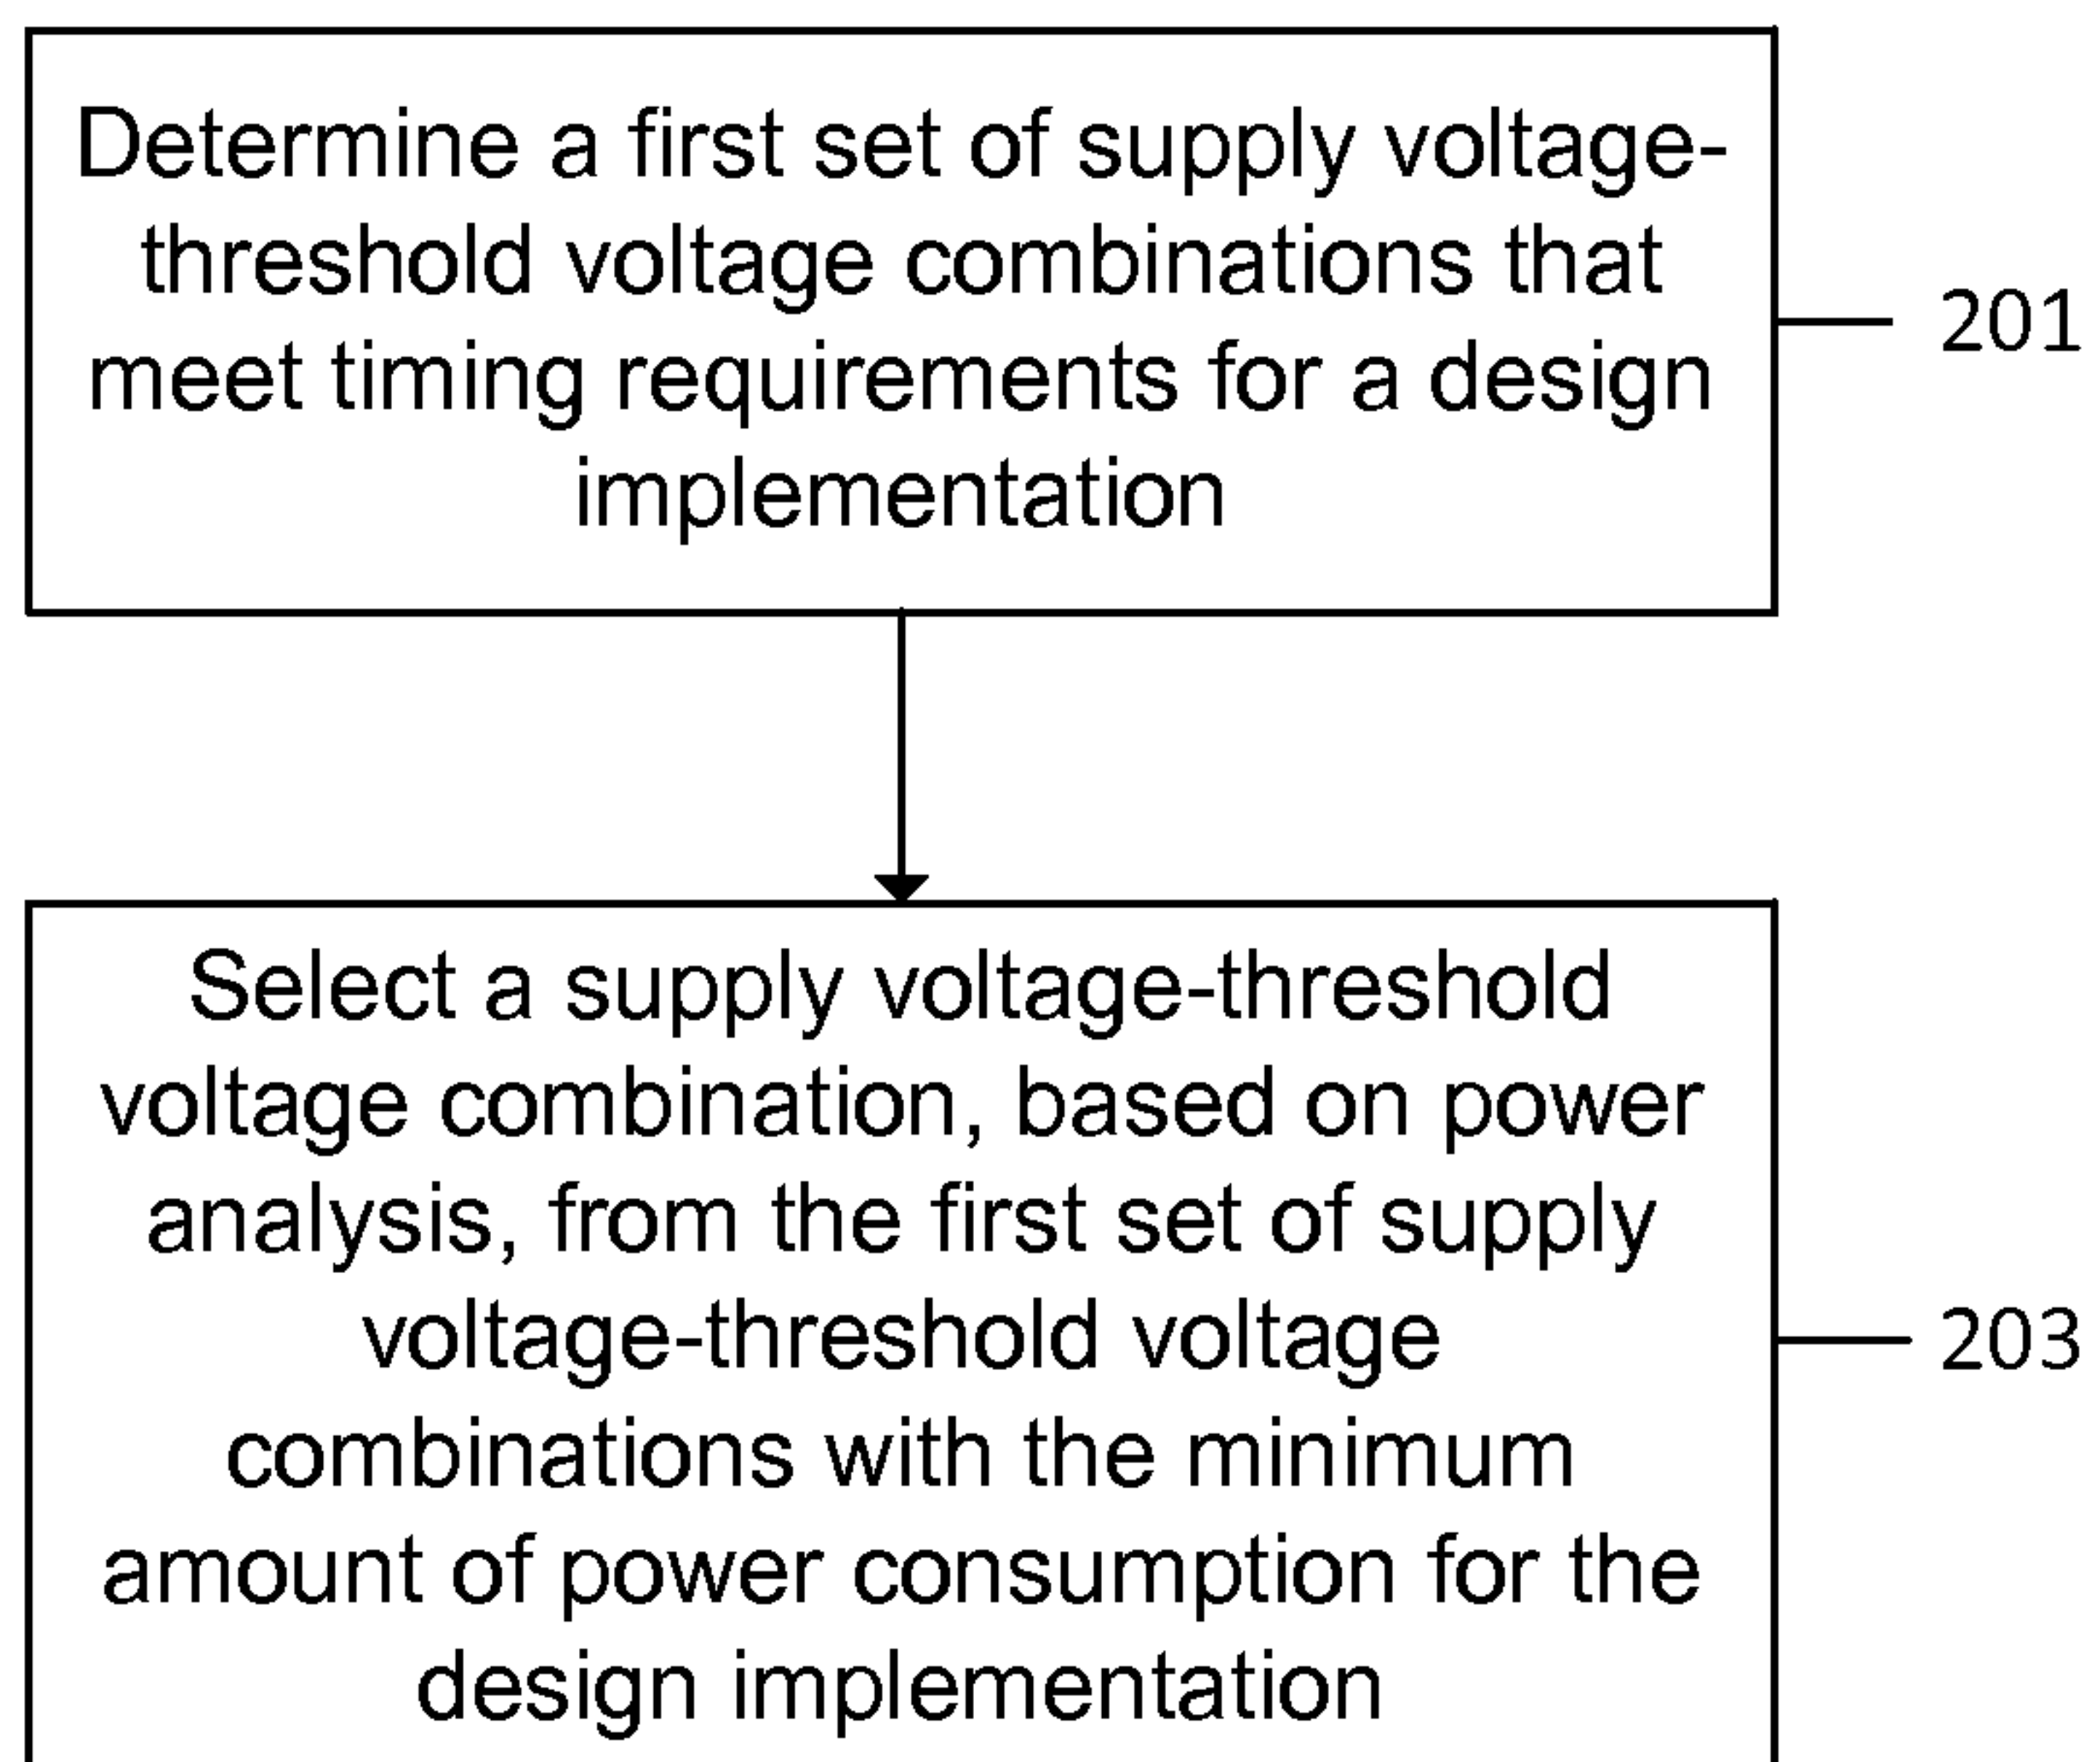 Determine a first set of supply voltage-
threshold voltage combinations that
meet timing requirements for a design
implementation
201
Select a supply voltage-threshold
voltage combination, based on power
analysis, from the first set of supply
voltage-threshold voltage
combinations with the minimum
amount of power consumption for the
design implementation
203